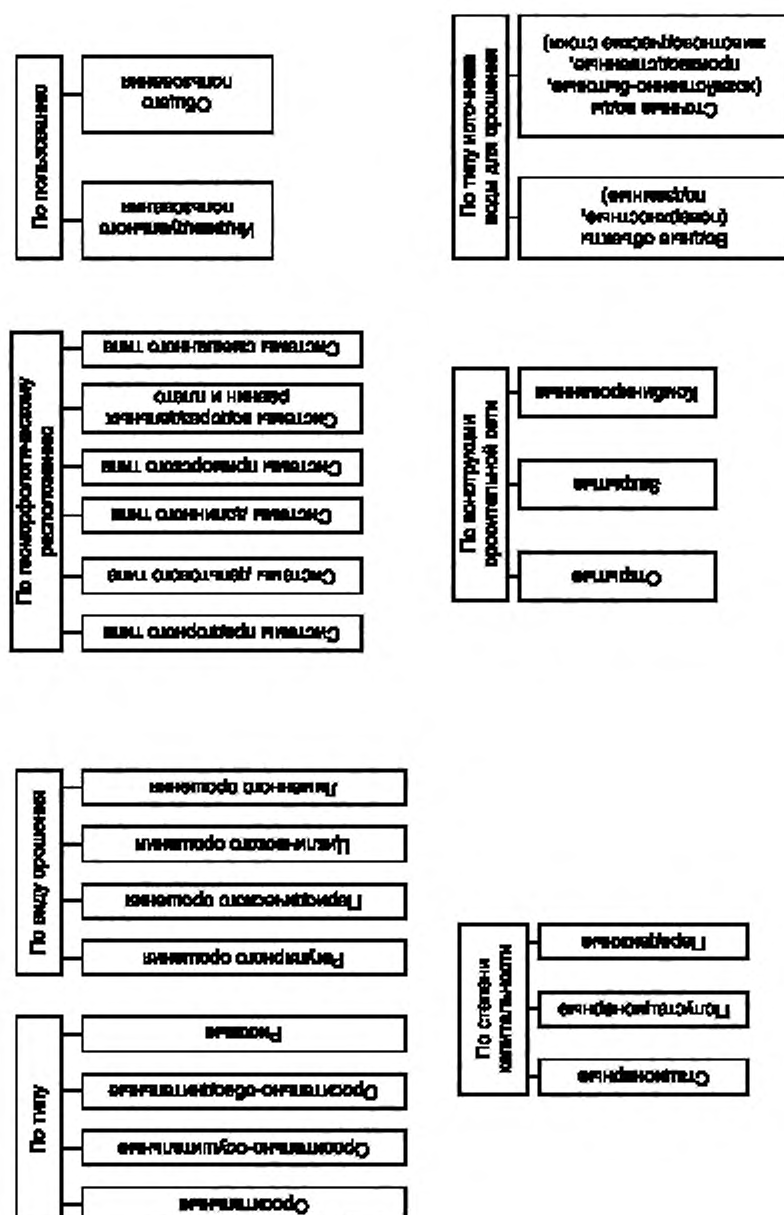 По типу
Оросительные
Оросительно-осушительные
Оросительно-обводнительные
Рисовые
По виду орошения
Регулярного орошения
Периодического орошения
Циклического орошения
Лиманного орошения
По геоморфологическому
расположению
Системы предгорного типа
Системы дельтового типа
Системы долинного типа
Системы приморского типа
Системы водораздельных
равнин и плато
Системы смешанного типа
По пользованию
Индивидуального
пользования
Общего
пользования
По степени
капитальности
Стационарные
Полустационарные
Передвижные
По конструкции
оросительной сети
Открытые
Закрытые
Комбинированные
По типу источника
воды для орошения
Водные объекты
(поверхностные,
подземные)
Сточные воды
(хозяйственно-бытовые,
производственные,
животноводческие стоки)